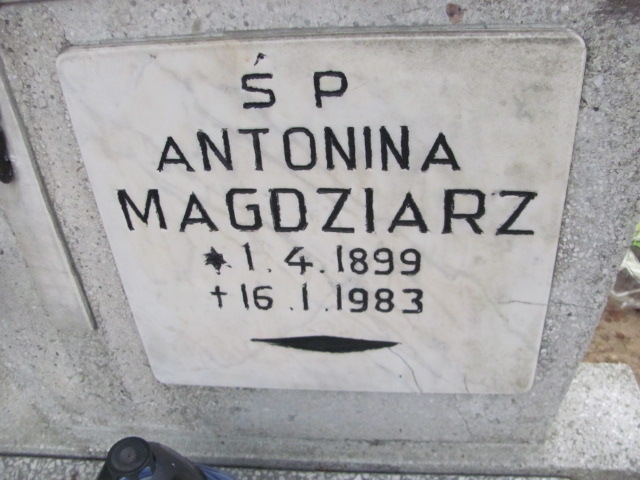 Ś P
ANTONINA
MAGDZIARZ
* 1.4.1899
† 16.1.1983